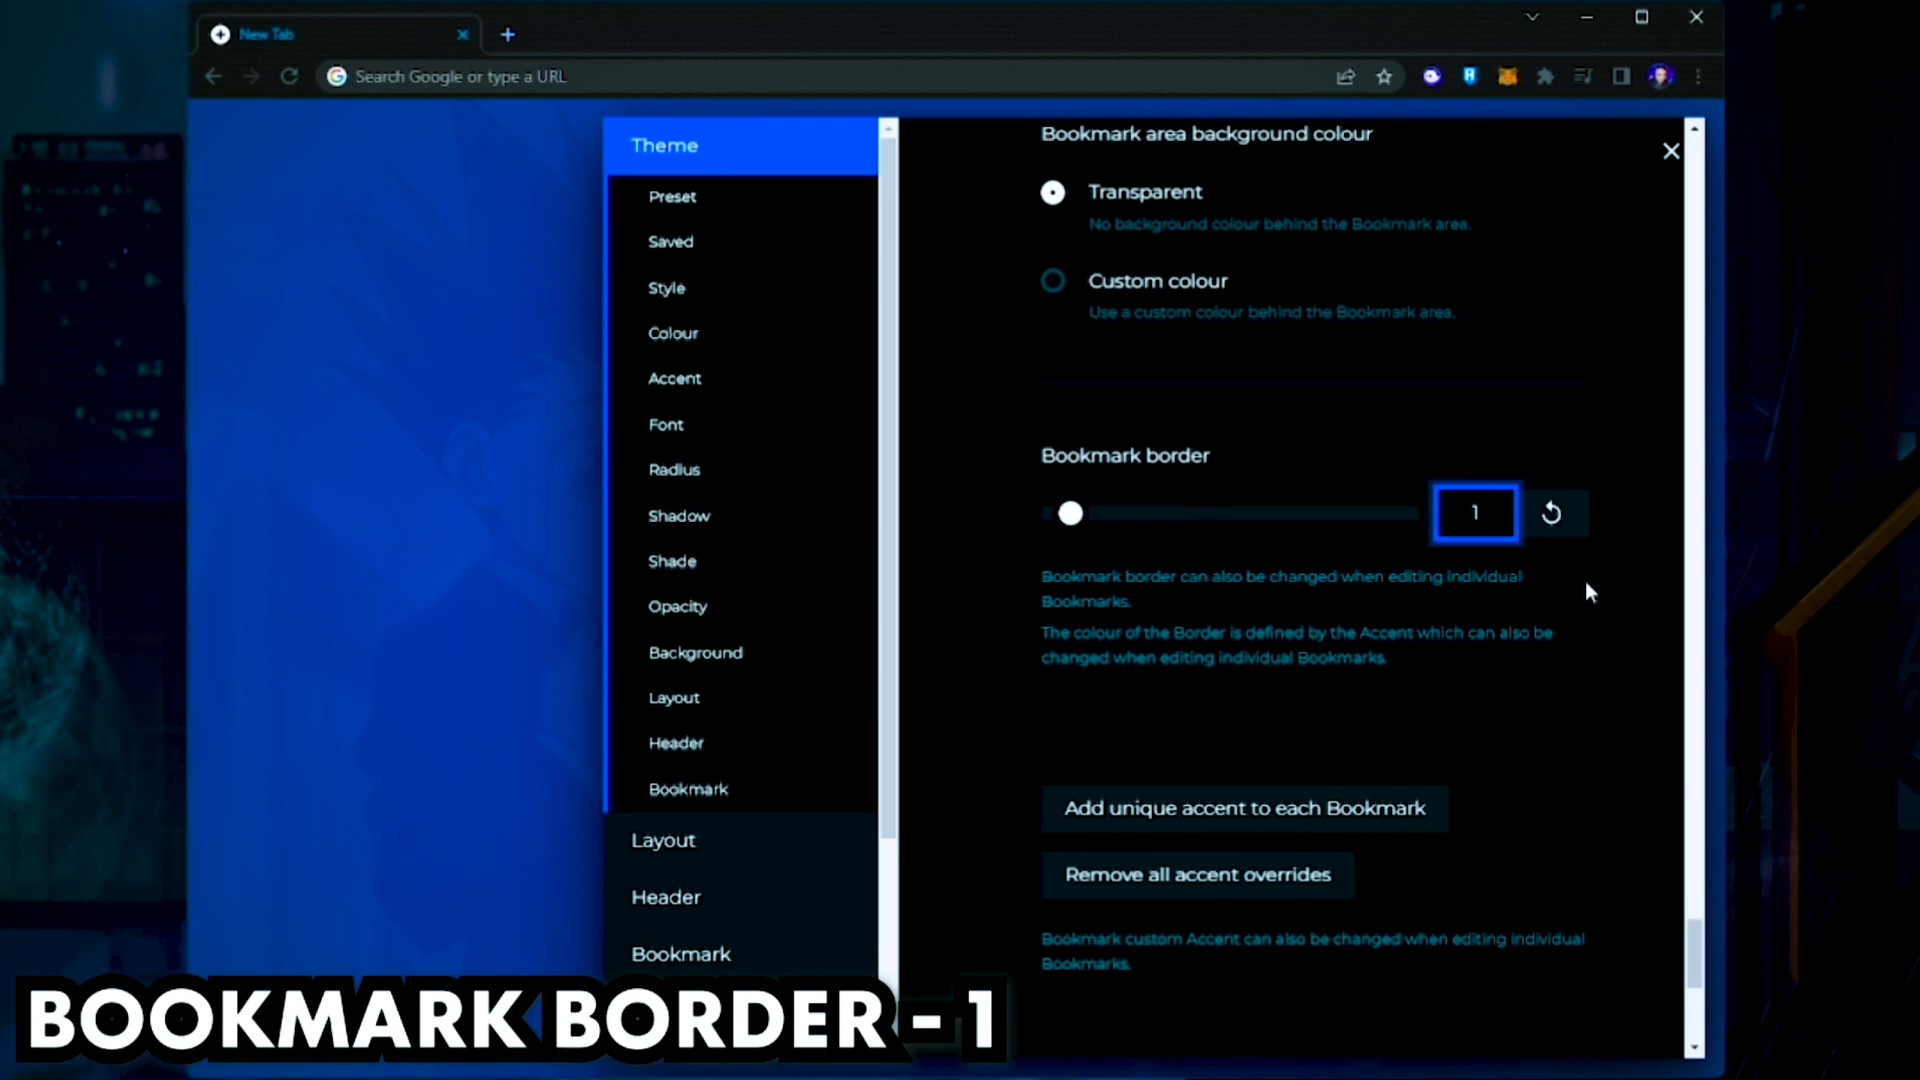 New Tab
Search Google or type a URL
Theme
Preset
Saved
Style
Colour
Accent
Font
Radius
Shadow
Shade
Opacity
Background
Layout
Header
Bookmark
Layout
Header
Bookmark
Bookmark area background colour
Transparent
No background colour behind the Bookmark area.
Custom colour
Use a custom colour behind the Bookmark area.
Bookmark border
1
Bookmark border can also be changed when editing individual
Bookmarks.
The colour of the Border is defined by the Accent which can also be
changed when editing individual Bookmarks.
Add unique accent to each Bookmark
Remove all accent overrides
Bookmark custom Accent can also be changed when editing individual
Bookmarks.
BOOKMARK BORDER - 1